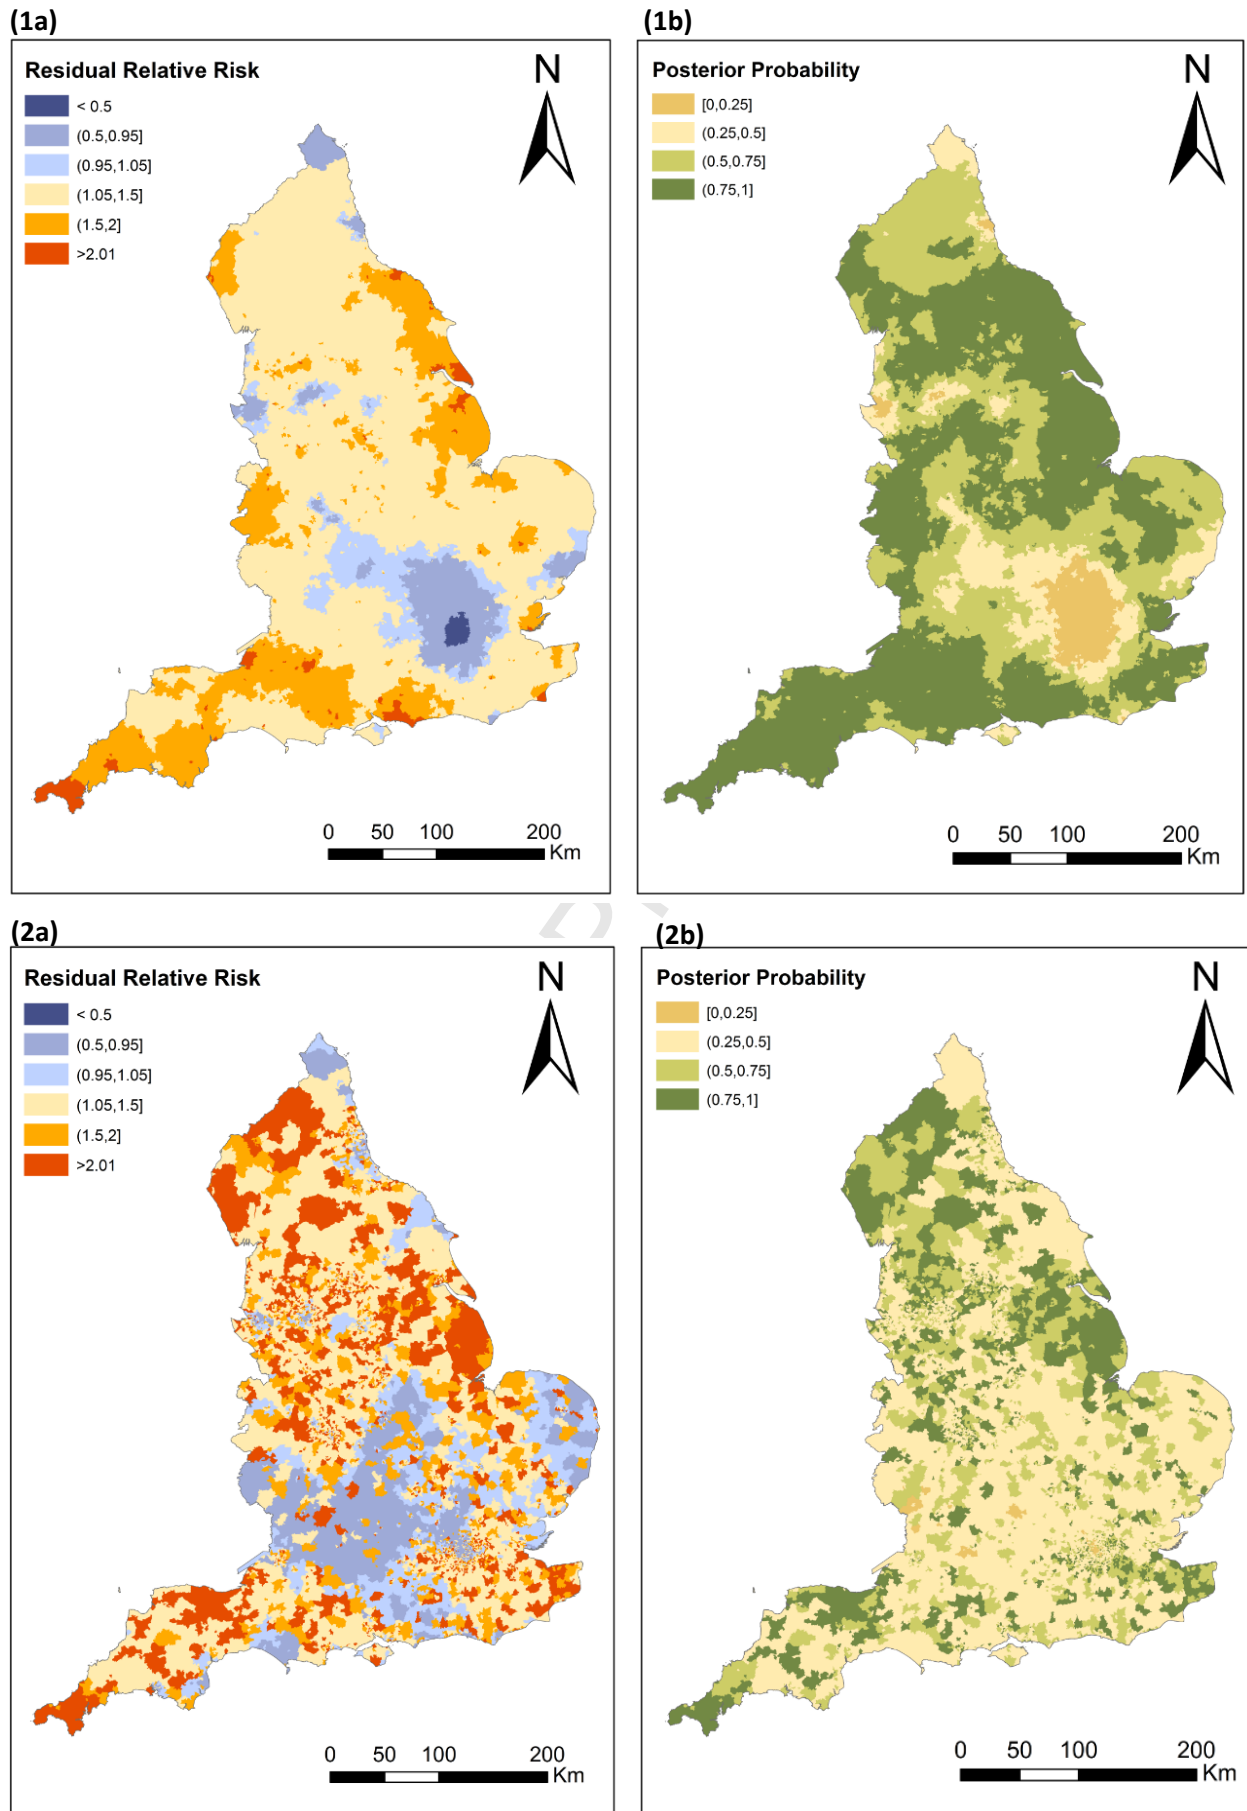 (1a)
Residual Relative Risk
< 0.5
(0.5,0.95]
(0.95,1.05]
(1.05,1.5]
(1.5,2]
>2.01
N
0 50 100 200
Km
(1b)
Posterior Probability
[0,0.25]
(0.25,0.5]
(0.5,0.75]
(0.75,1]
N
0 50 100 200
Km
(2a)
Residual Relative Risk
< 0.5
(0.5,0.95]
(0.95,1.05]
(1.05,1.5]
(1.5,2]
>2.01
N
0 50 100 200
Km
(2b)
Posterior Probability
[0,0.25]
(0.25,0.5]
(0.5,0.75]
(0.75,1]
N
0 50 100 200
Km